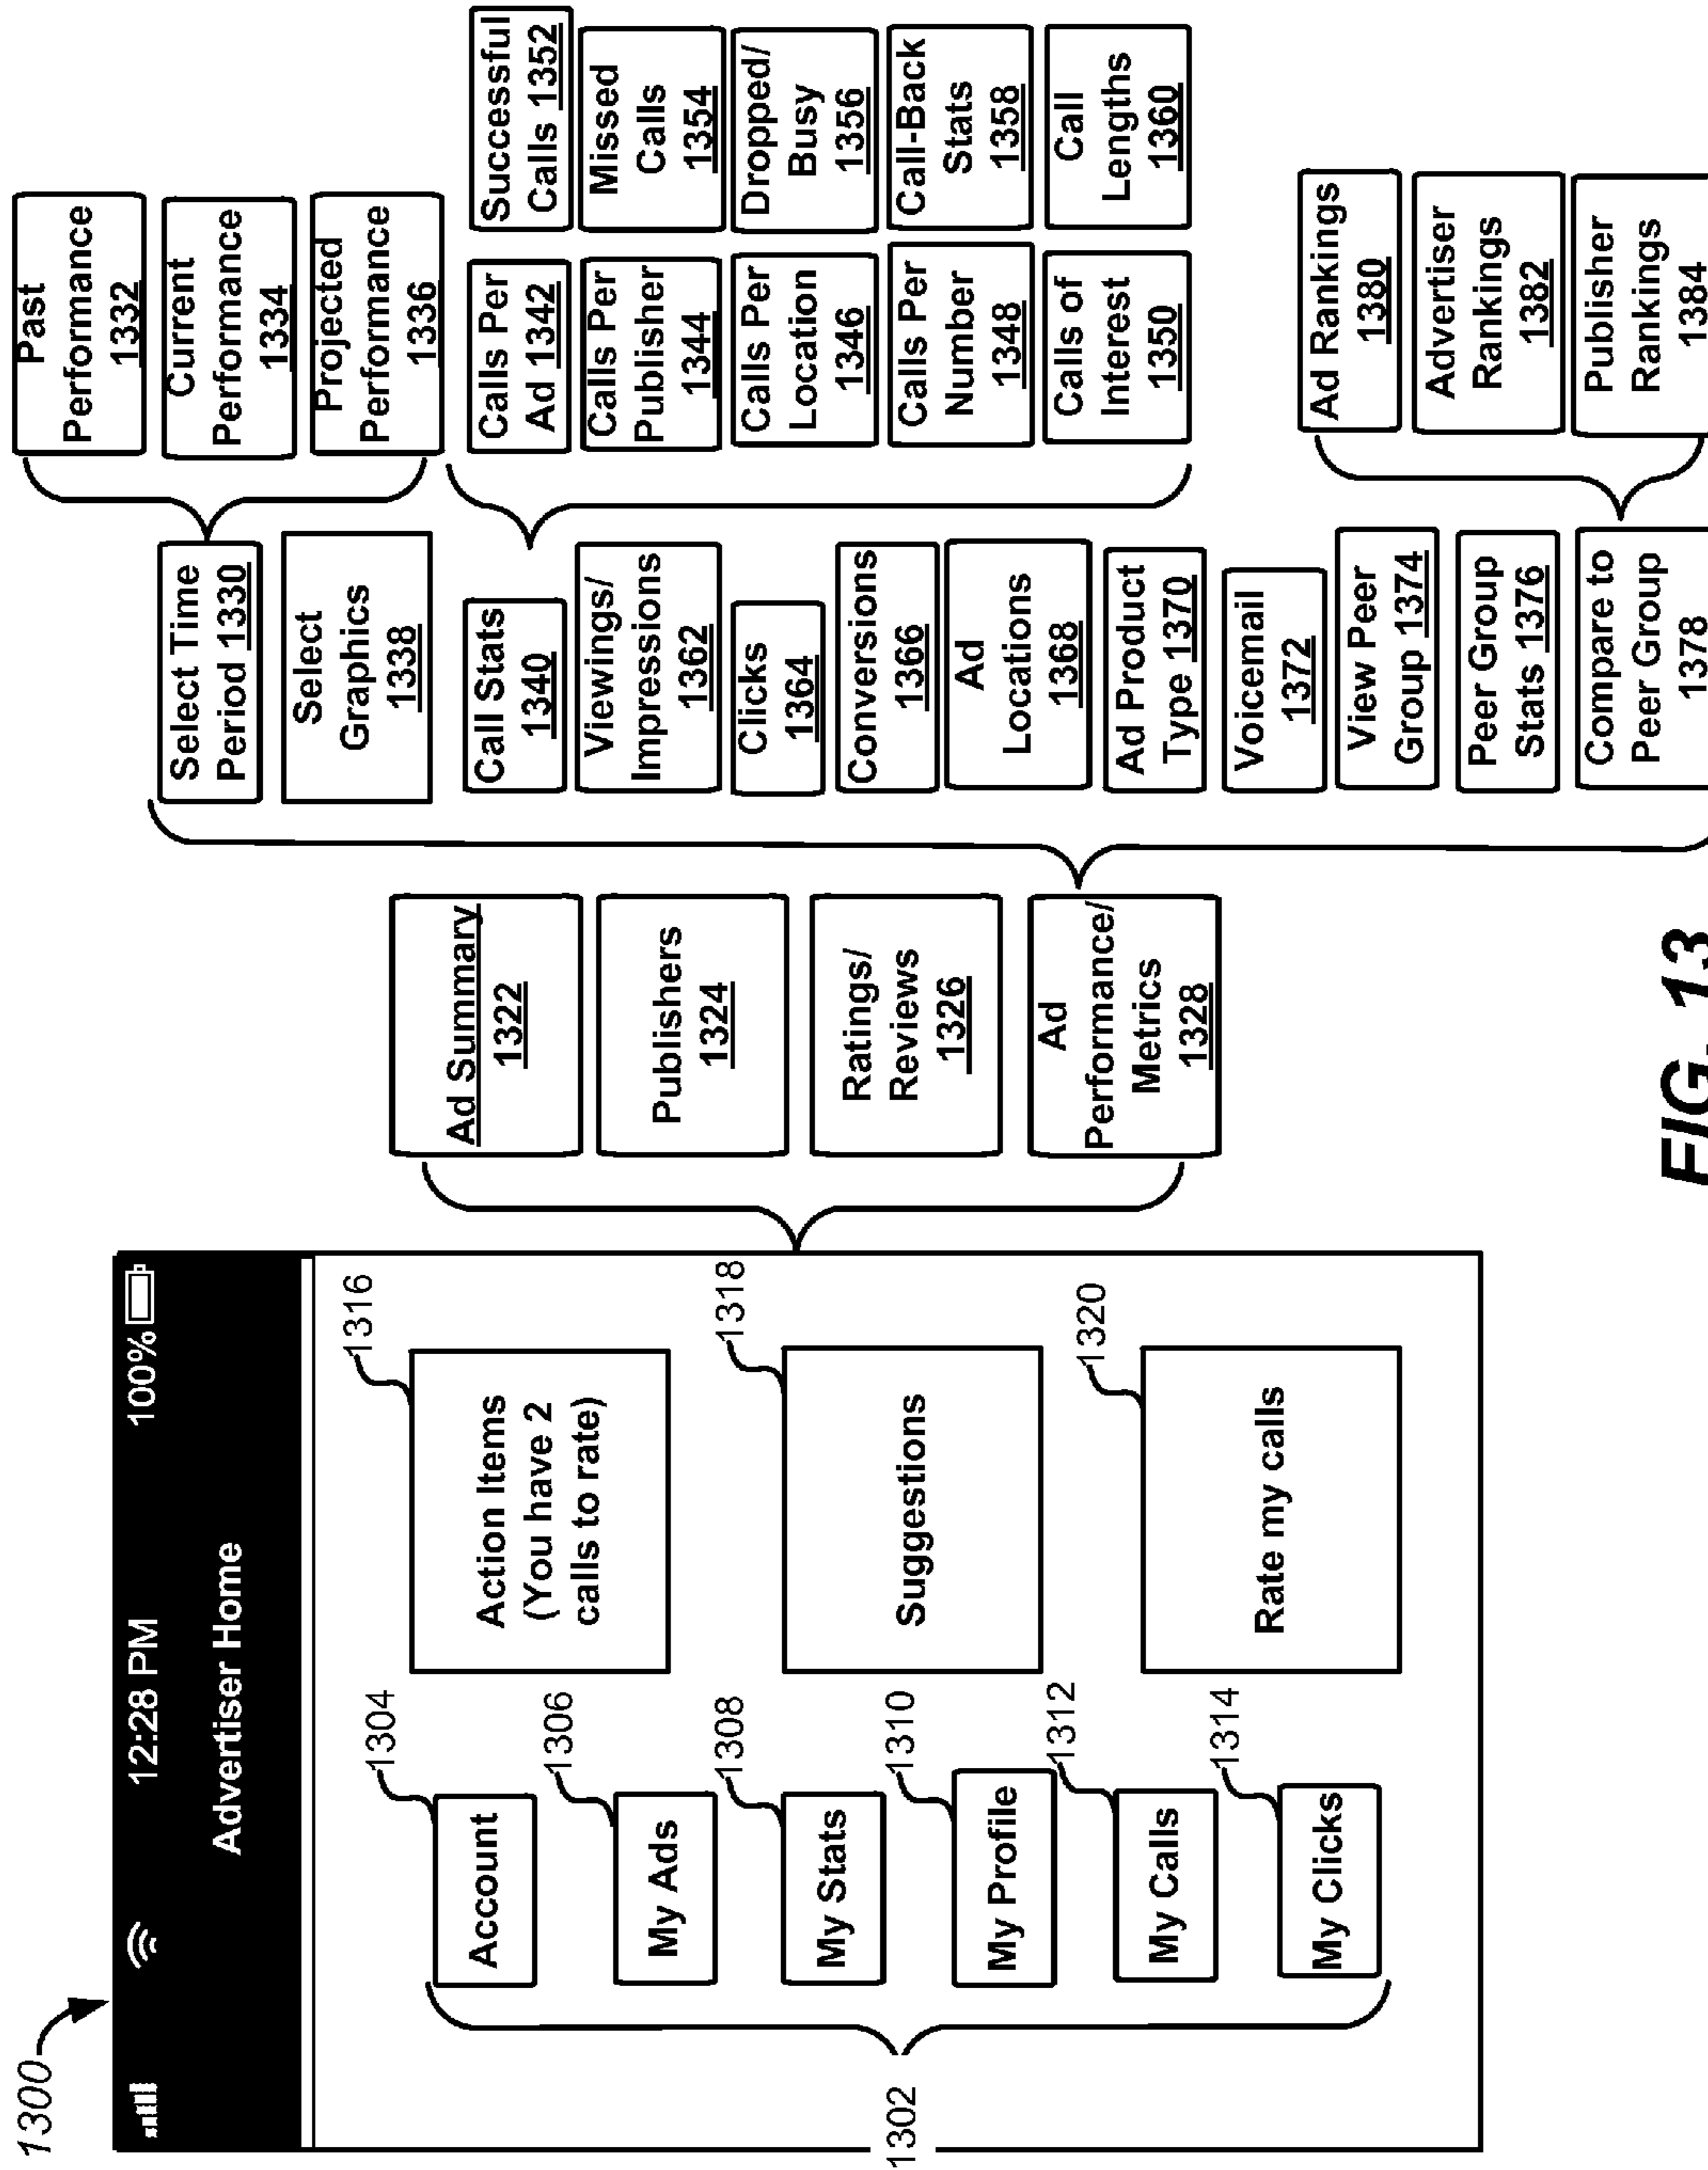 1300
12:28 PM
100%
Advertiser Home
1302
Account
1304
My Ads
1306
My Stats
1308
My Profile
1310
My Calls
1312
My Clicks
1314
Action Items
(You have 2
calls to rate)
1316
Suggestions
1318
Rate my calls
1320
Ad Summary
1322
Publishers
1324
Ratings/
Reviews
1326
Ad
Performance/
Metrics
1328
Select Time
Period 1330
Select
Graphics
1338
Call Stats
1340
Viewings/
Impressions
1362
Clicks
1364
Conversions
1366
Ad
Locations
1368
Ad Product
Type 1370
Voicemail
1372
View Peer
Group 1374
Peer Group
Stats 1376
Compare to
Peer Group
1378
Past
Performance
1332
Current
Performance
1334
Projected
Performance
1336
Calls Per
Ad 1342
Calls Per
Publisher
1344
Calls Per
Location
1346
Calls Per
Number
1348
Calls of
Interest
1350
Successful
Calls 1352
Missed
Calls
1354
Dropped/
Busy
1356
Call-Back
Stats
1358
Call
Lengths
1360
Ad Rankings
1380
Advertiser
Rankings
1382
Publisher
Rankings
1384
FIG. 13